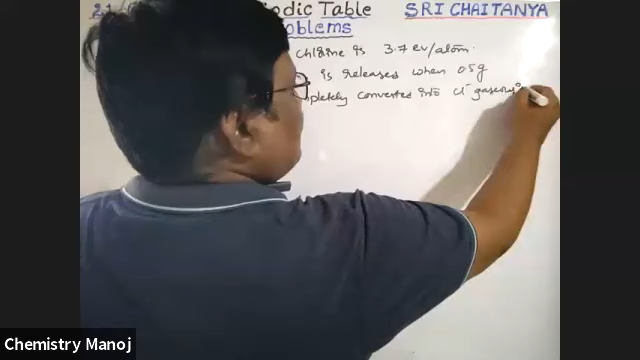 SRI CHAITANYA
Table
oblems
chlorine is 3.7 ev/atom.
is released when 0.5g
pletely converted into Cl⁻ gaseous
Chemistry Manoj